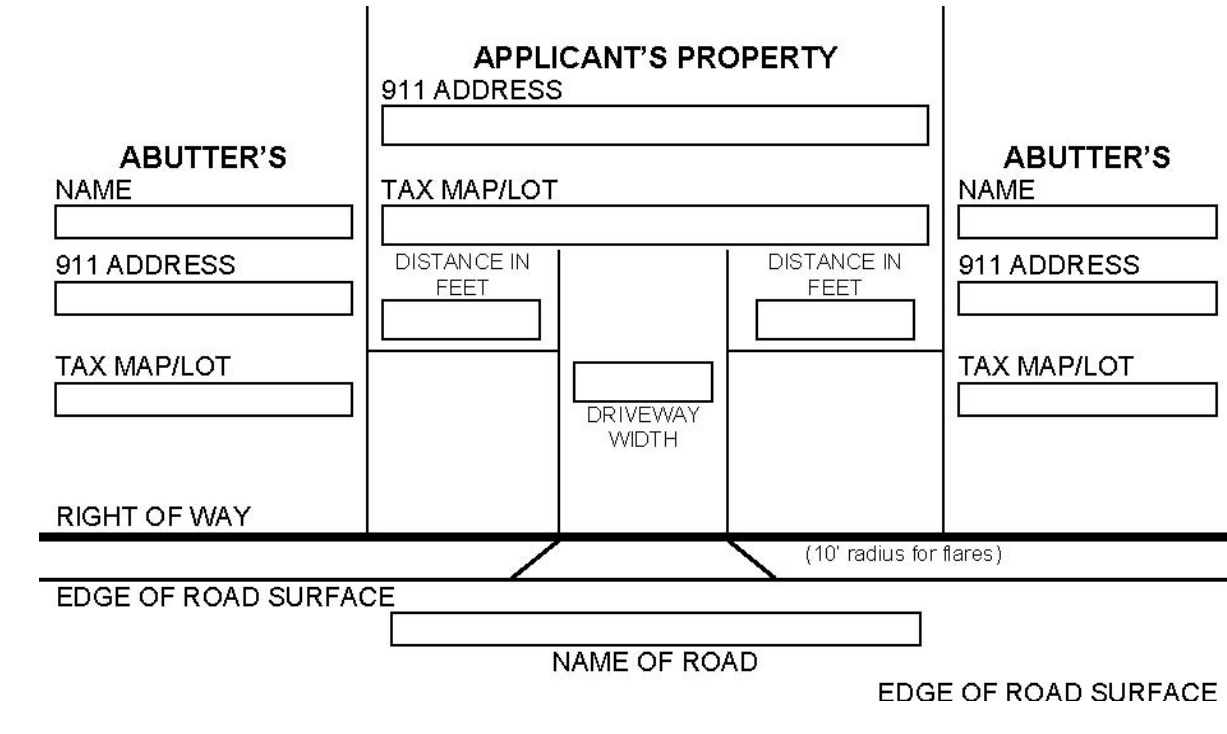 APPLICANT'S PROPERTY
911 ADDRESS
TAX MAP/LOT
ABUTTER'S
NAME
911 ADDRESS
TAX MAP/LOT
DISTANCE IN
FEET
DISTANCE IN
FEET
DRIVEWAY
WIDTH
ABUTTER'S
NAME
911 ADDRESS
TAX MAP/LOT
RIGHT OF WAY
(10' radius for flares)
EDGE OF ROAD SURFACE
NAME OF ROAD
EDGE OF ROAD SURFACE